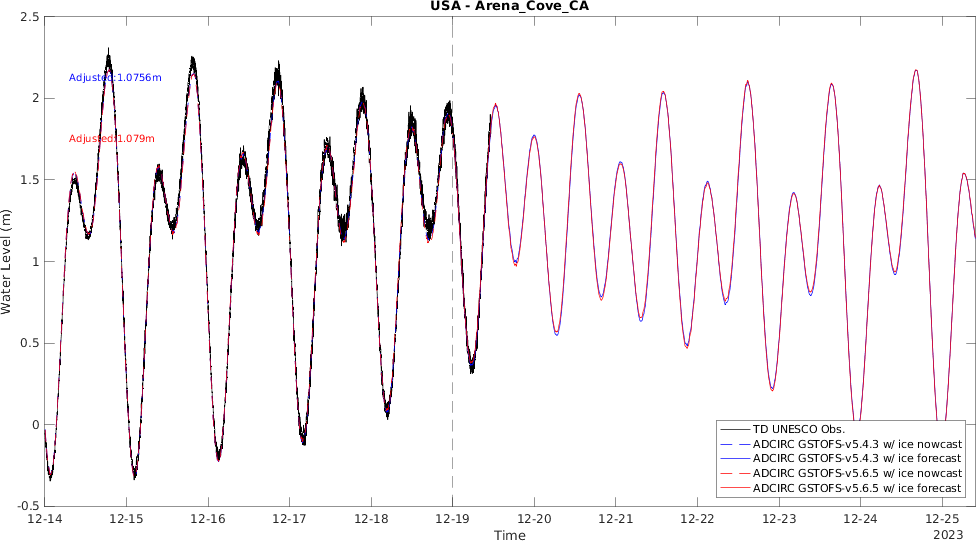 USA - Arena_Cove_CA
2.5
2
1.5
1
0.5
0
-0.5
Water Level (m)
Adjusted:1.0756m
Adjusted:1.079m
TD UNESCO Obs.
ADCIRC GSTOFS-v5.4.3 w/ ice nowcast
ADCIRC GSTOFS-v5.4.3 w/ ice forecast
ADCIRC GSTOFS-v5.6.5 w/ ice nowcast
ADCIRC GSTOFS-v5.6.5 w/ ice forecast
12-14 12-15 12-16 12-17 12-18 12-19 12-20 12-21 12-22 12-23 12-24 12-25
2023
Time